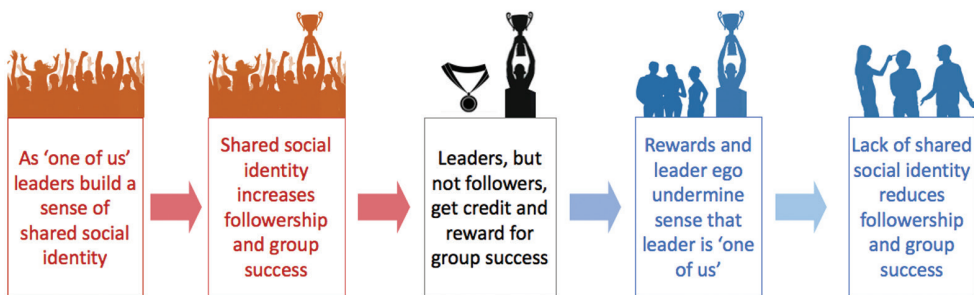 As ‘one of us’
leaders build a
sense of
shared social
identity
Shared social
identity
increases
followership
and group
success
Leaders, but
not followers,
get credit and
reward for
group success
Rewards and
leader ego
undermine
sense that
leader is ‘one
of us’
Lack of shared
social identity
reduces
followership
and group
success